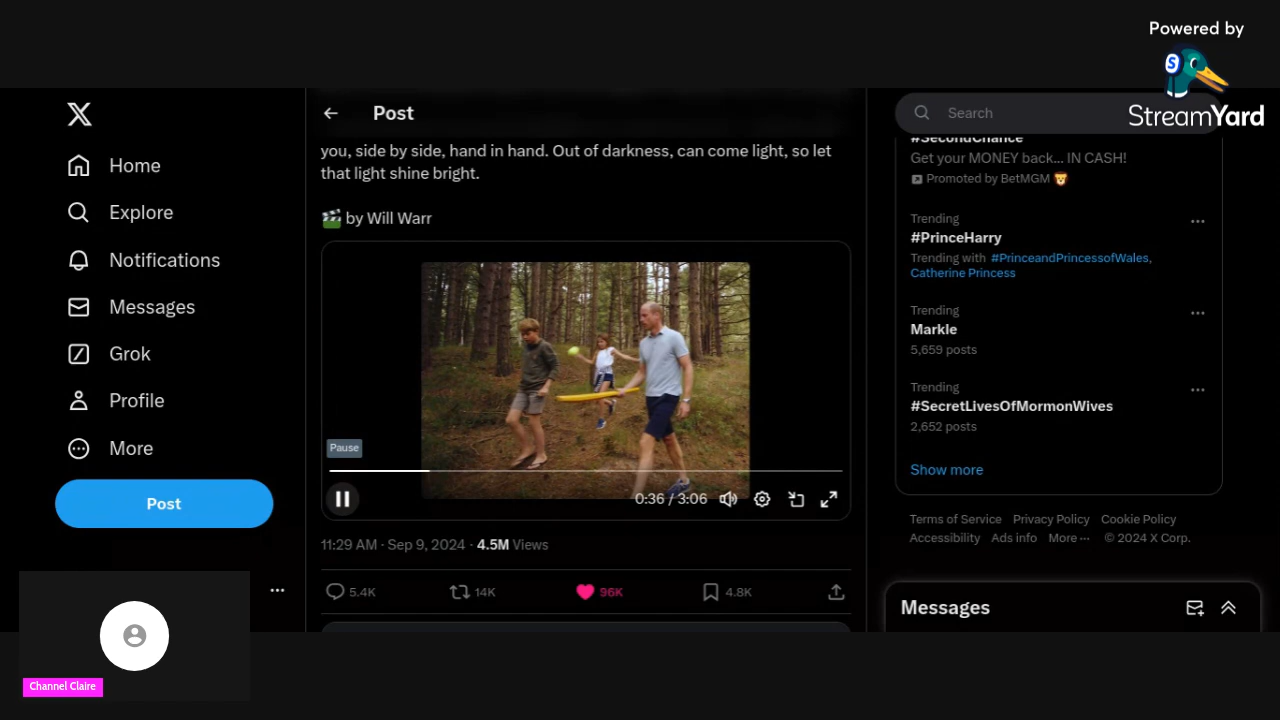 Powered by
StreamYard
Home
Explore
Notifications
Messages
Grok
Profile
More
Post
Channel Claire
Post
you, side by side, hand in hand. Out of darkness, can come light, so let
that light shine bright.
by Will Warr
Pause
0:36 / 3:06
11:29 AM · Sep 9, 2024 · 4.5M Views
5.4K
14K
96K
4.8K
Search
#SecondChance
Get your MONEY back... IN CASH!
Promoted by BetMGM
Trending
#PrinceHarry
Trending with #PrinceandPrincessofWales,
Catherine Princess
Trending
Markle
5,659 posts
Trending
#SecretLivesOfMormonWives
2,652 posts
Show more
Terms of Service Privacy Policy Cookie Policy
Accessibility Ads info More ··· © 2024 X Corp.
Messages